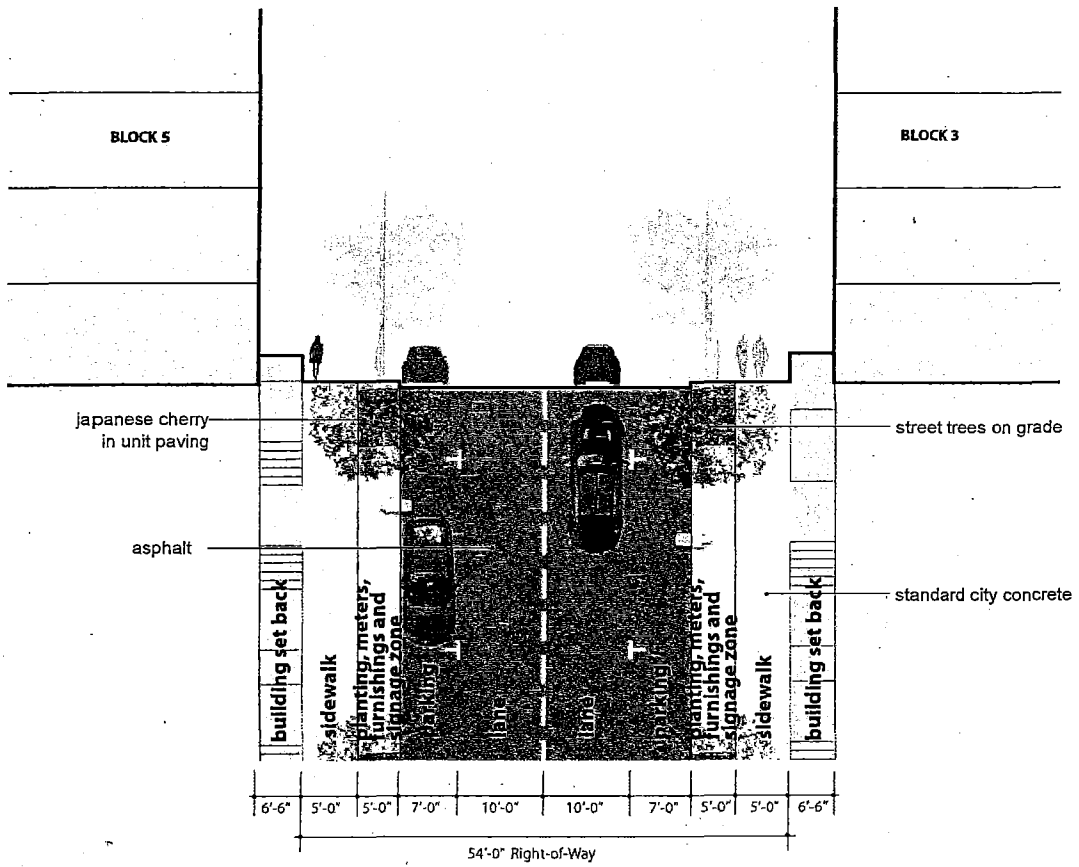 BLOCK 5
BLOCK 3
japanese cherry
in unit paving
street trees on grade
asphalt
standard city concrete
building set back
sidewalk
planting, meters,
furnishings and
signage zone
parking
lane
lane
parking
planting, meters,
furnishings and
signage zone
sidewalk
building set back
6'-6" 5'-0" 5'-0" 7'-0" 10'-0" 10'-0" 7'-0" 5'-0" 5'-0" 6'-6"
54'-0" Right-of-Way